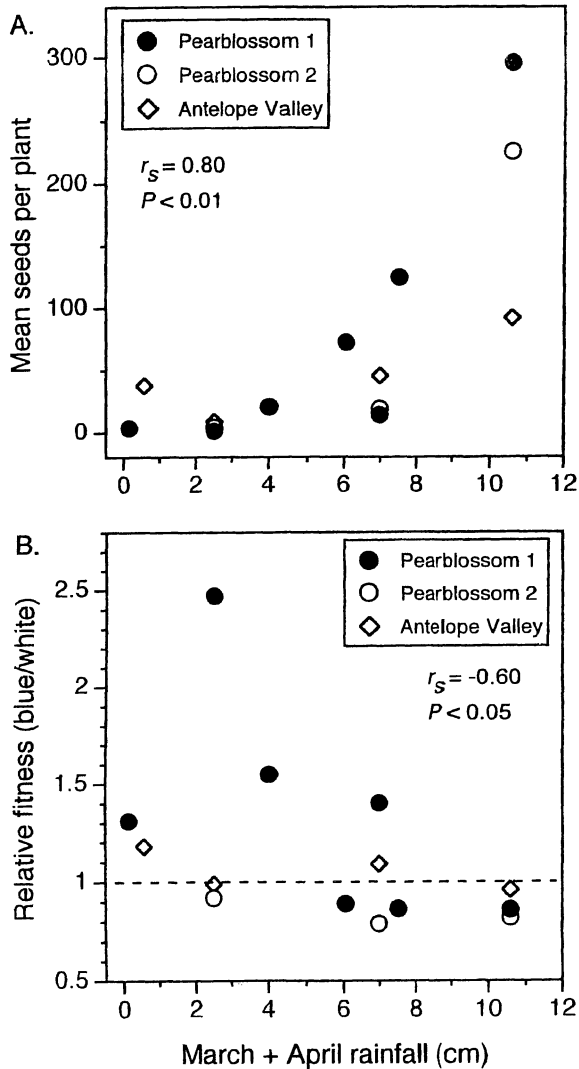 A.
Pearblossom 1
Pearblossom 2
Antelope Valley
rs = 0.80
P < 0.01
Mean seeds per plant
300
200
100
0
0 2 4 6 8 10 12
B.
Pearblossom 1
Pearblossom 2
Antelope Valley
rs = -0.60
P < 0.05
Relative fitness (blue/white)
2.5
2
1.5
1
0.5
0 2 4 6 8 10 12
March + April rainfall (cm)